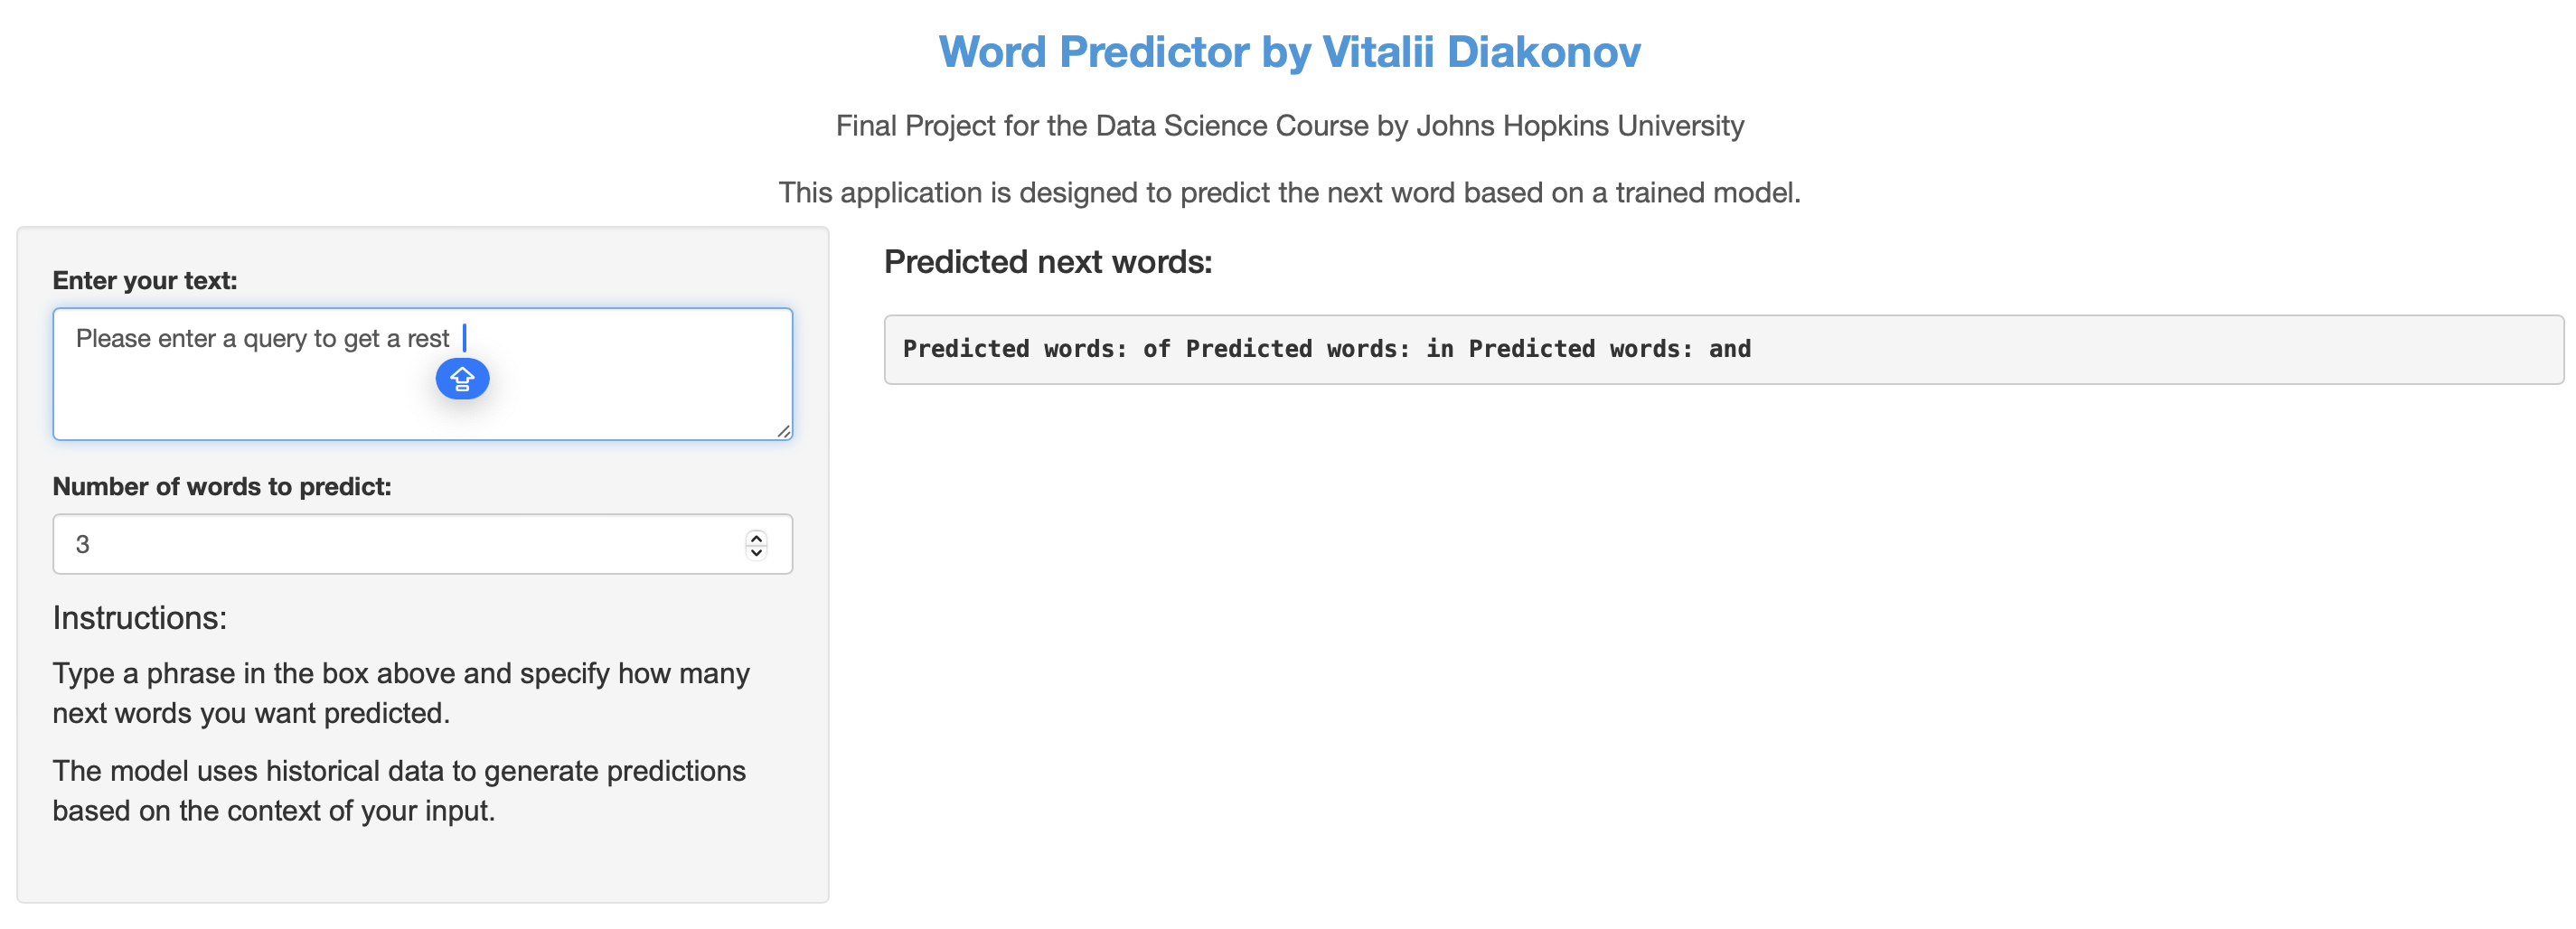 Word Predictor by Vitalii Diakonov
Final Project for the Data Science Course by Johns Hopkins University
This application is designed to predict the next word based on a trained model.
Enter your text:
Please enter a query to get a rest
Number of words to predict:
3
Instructions:
Type a phrase in the box above and specify how many
next words you want predicted.
The model uses historical data to generate predictions
based on the context of your input.
Predicted next words:
Predicted words: of Predicted words: in Predicted words: and